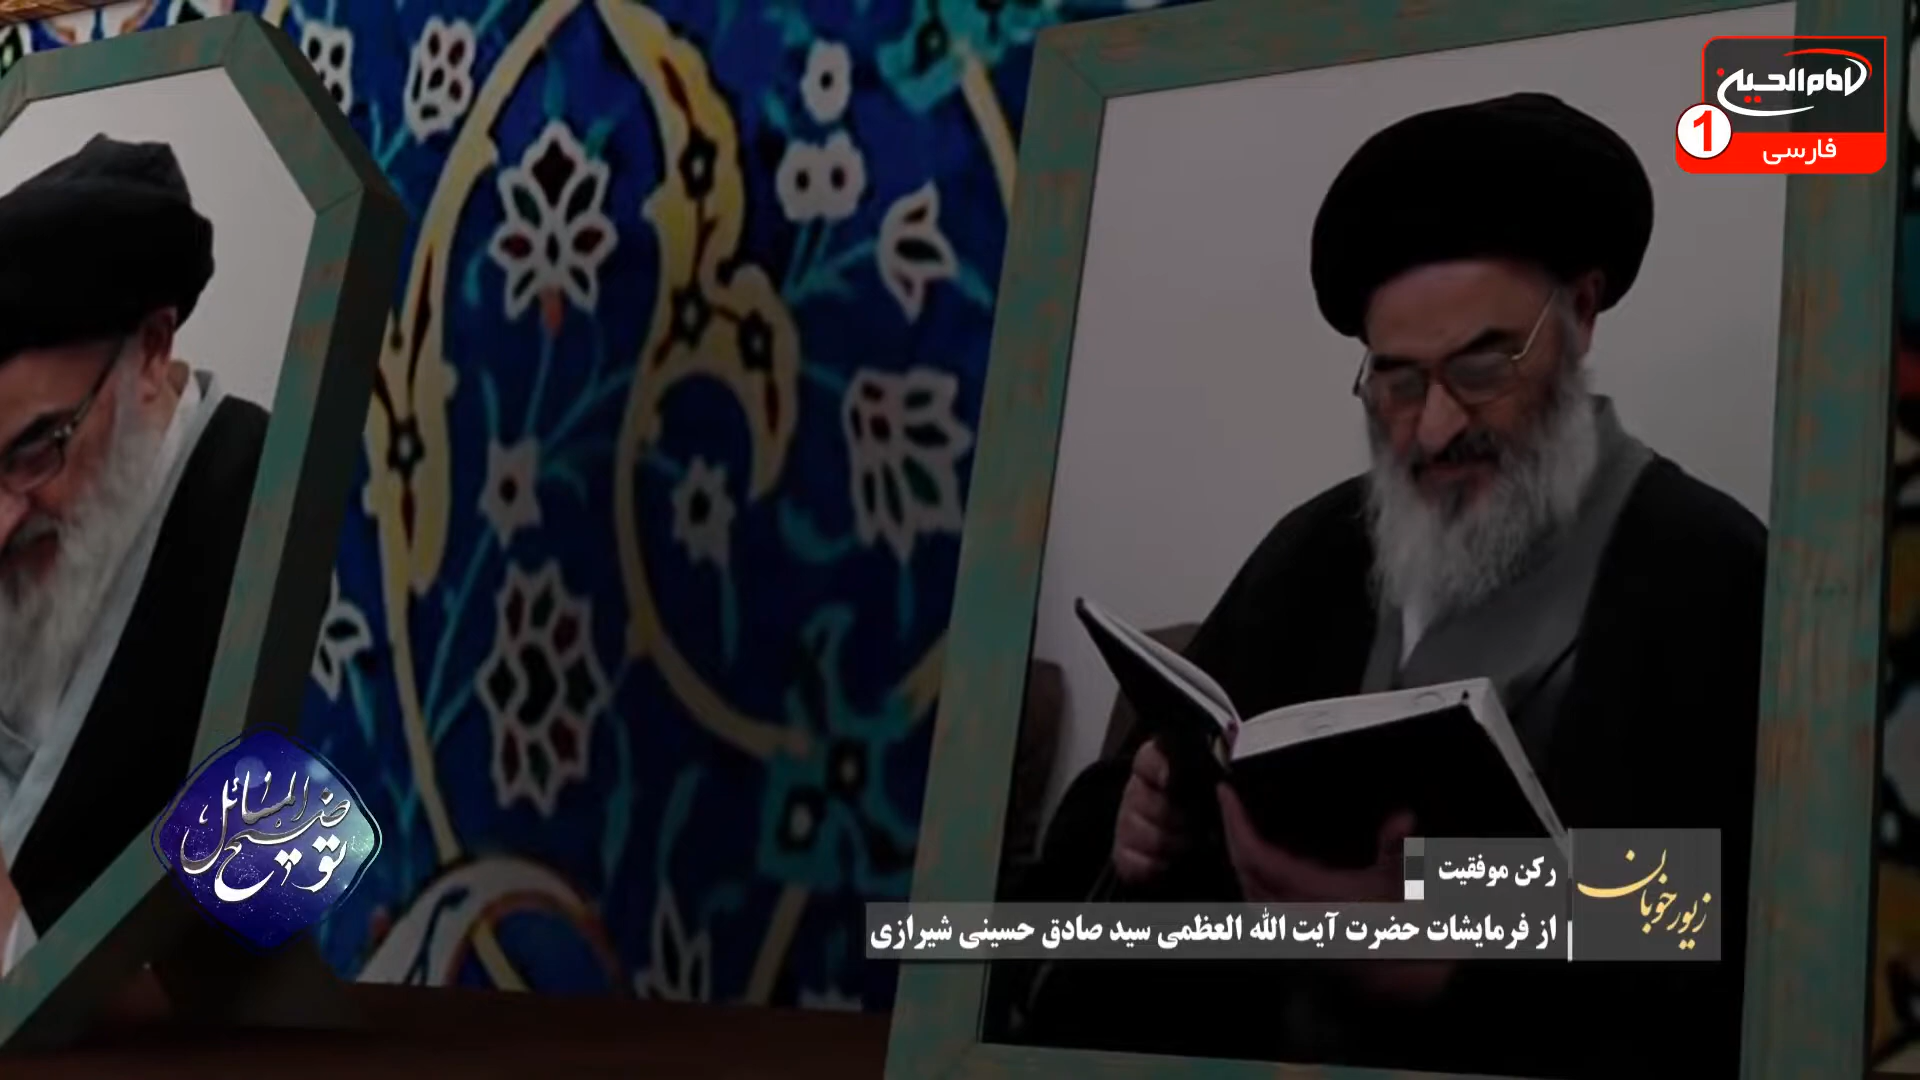 امام الحسین
1
فارسی
توضیح المسائل
زیور خوبان
رکن موفقیت
از فرمایشات حضرت آیت الله العظمی سید صادق حسینی شیرازی